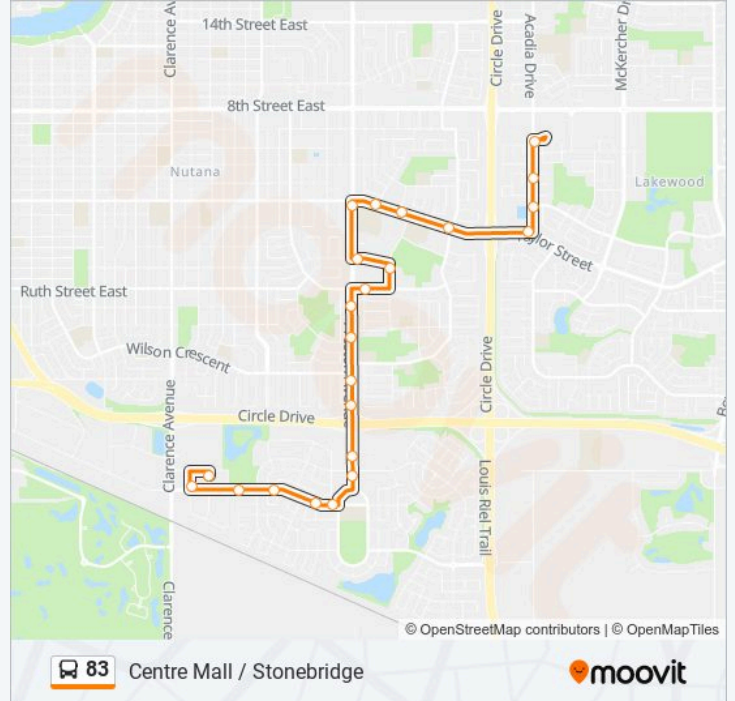 Clarence Av
14th Street East
Circle Drive
Acadia Drive
McKercher Dr
8th Street East
Nutana
Lakewood
Taylor Street
Ruth Street East
Wilson Crescent
Circle Drive
Circle Drive
Clarence Avenue
Louis Riel Trail
Clarence
© OpenStreetMap contributors | © OpenMapTiles
83 Centre Mall / Stonebridge
moovit